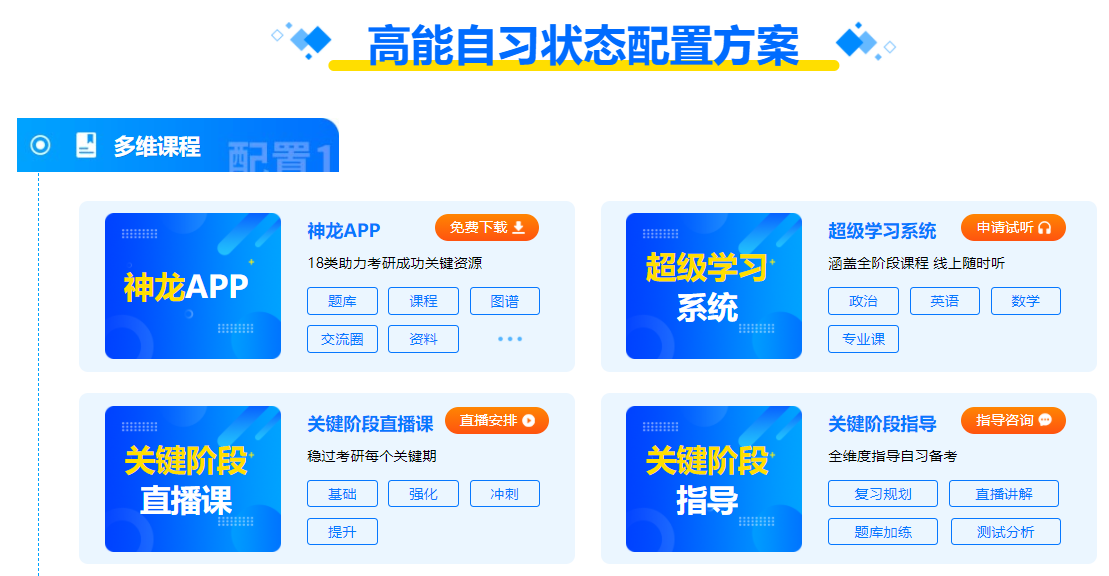 高能自习状态配置方案
多维课程
配置1
神龙APP
神龙APP
免费下载
18类助力考研成功关键资源
题库
课程
图谱
交流圈
资料
超级学习
系统
超级学习系统
申请试听
涵盖全阶段课程 线上随时听
政治
英语
数学
专业课
关键阶段
直播课
关键阶段直播课
直播安排
稳过考研每个关键期
基础
强化
冲刺
提升
关键阶段
指导
关键阶段指导
指导咨询
全维度指导自习备考
复习规划
直播讲解
题库加练
测试分析